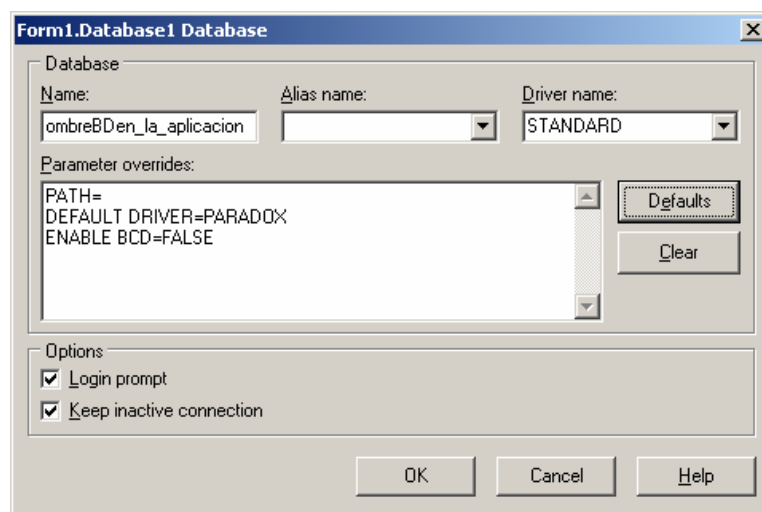 Form1.Database1 Database
Database
Name:
Alias name:
Driver name:
ombreBDen_la_aplicacion
STANDARD
Parameter overrides:
PATH=
DEFAULT DRIVER=PARADOX
ENABLE BCD=FALSE
Defaults
Clear
Options
Login prompt
Keep inactive connection
OK
Cancel
Help